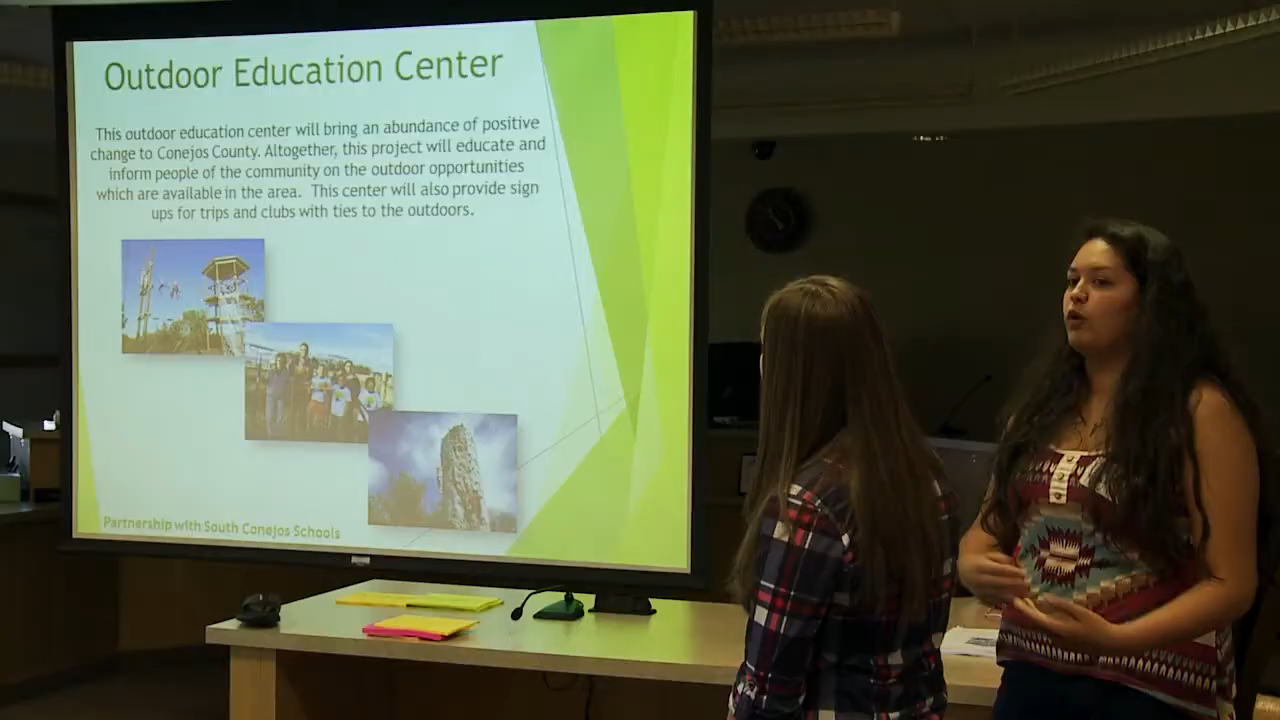 Outdoor Education Center
This outdoor education center will bring an abundance of positive
change to Conejos County. Altogether, this project will educate and
inform people of the community on the outdoor opportunities
which are available in the area. This center will also provide sign
ups for trips and clubs with ties to the outdoors.
Partnership with South Conejos Schools